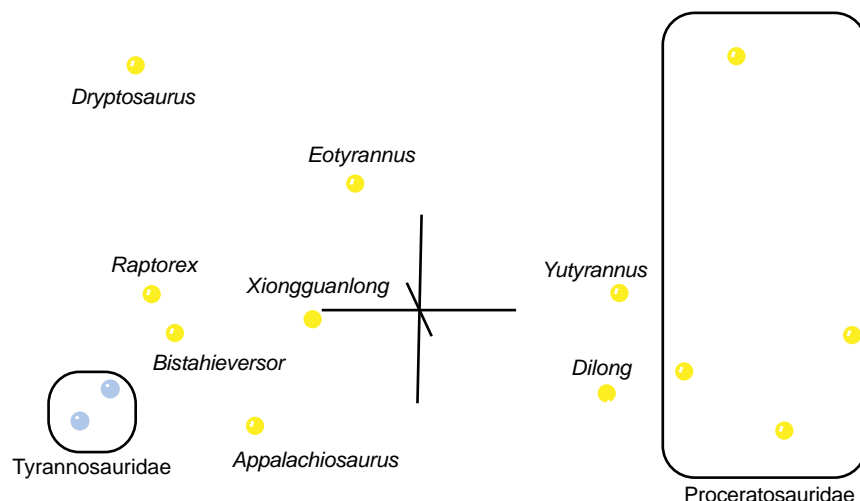 Dryptosaurus
Eotyrannus
Raptorex
Xiongguanlong
Yutyrannus
Bistahieversor
Dilong
Tyrannosauridae
Appalachiosaurus
Proceratosauridae